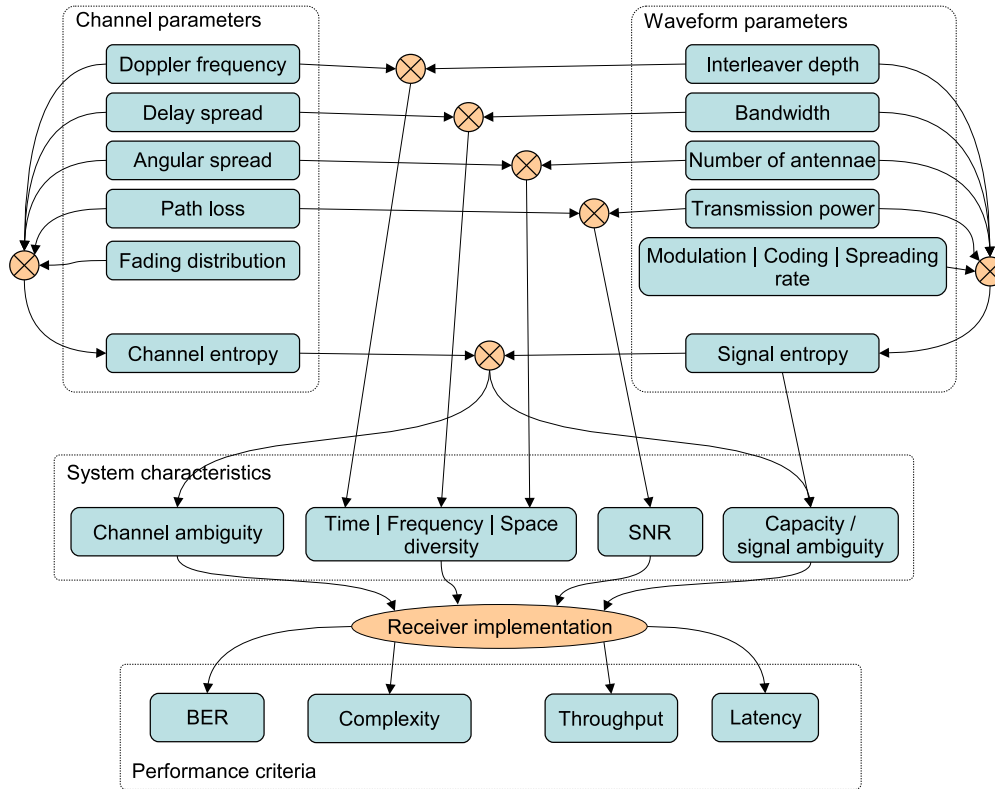 Channel parameters
Waveform parameters
Doppler frequency
Interleaver depth
Delay spread
Bandwidth
Angular spread
Number of antennae
Path loss
Transmission power
Fading distribution
Modulation | Coding | Spreading
rate
Channel entropy
Signal entropy
System characteristics
Channel ambiguity
Time | Frequency | Space
diversity
SNR
Capacity /
signal ambiguity
Receiver implementation
BER
Complexity
Throughput
Latency
Performance criteria